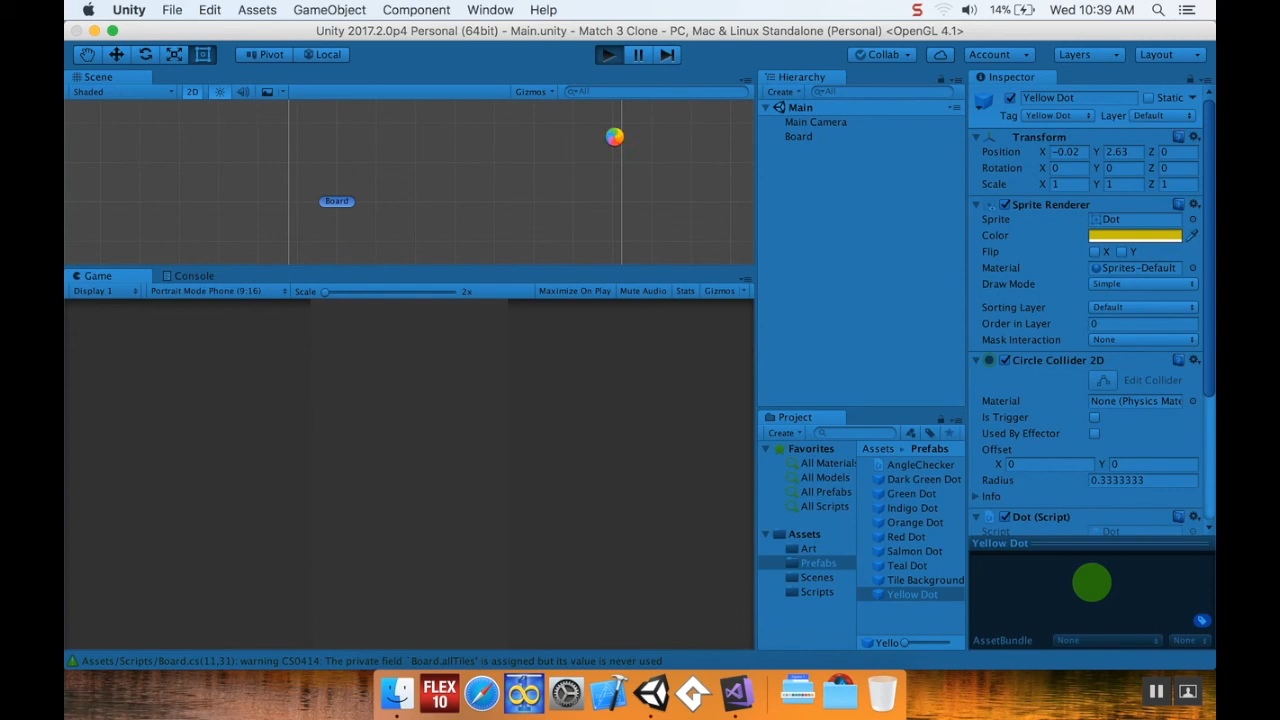 Unity File Edit Assets GameObject Component Window Help S 14% Wed 10:39 AM
Unity 2017.2.0p4 Personal (64bit) - Main.unity - Match 3 Clone - PC, Mac & Linux Standalone (Personal) <OpenGL 4.1>
Pivot Local Collab Account Layers Layout
Scene
Shaded 2D Gizmos All
Board
Game Console
Display 1 Portrait Mode Phone (9:16) Scale 2x Maximize On Play Mute Audio Stats Gizmos
Hierarchy
Create All
Main
Main Camera
Board
Project
Create
Favorites
All Materials
All Models
All Prefabs
All Scripts
Assets
Art
Prefabs
Scenes
Scripts
Assets Prefabs
AngleChecker
Dark Green Dot
Green Dot
Indigo Dot
Orange Dot
Red Dot
Salmon Dot
Teal Dot
Tile Background
Yellow Dot
Yello
Inspector
Yellow Dot Static
Tag Yellow Dot Layer Default
Transform
Position X -0.02 Y 2.63 Z 0
Rotation X 0 Y 0 Z 0
Scale X 1 Y 1 Z 1
Sprite Renderer
Sprite Dot
Color
Flip X Y
Material Sprites-Default
Draw Mode Simple
Sorting Layer Default
Order in Layer 0
Mask Interaction None
Circle Collider 2D
Edit Collider
Material None (Physics Mate
Is Trigger
Used By Effector
Offset
X 0 Y 0
Radius 0.3333333
Info
Dot (Script)
Script Dot
Yellow Dot
AssetBundle None None
Assets/Scripts/Board.cs(11,31): warning CS0414: The private field `Board.allTiles' is assigned but its value is never used
FLEX
10